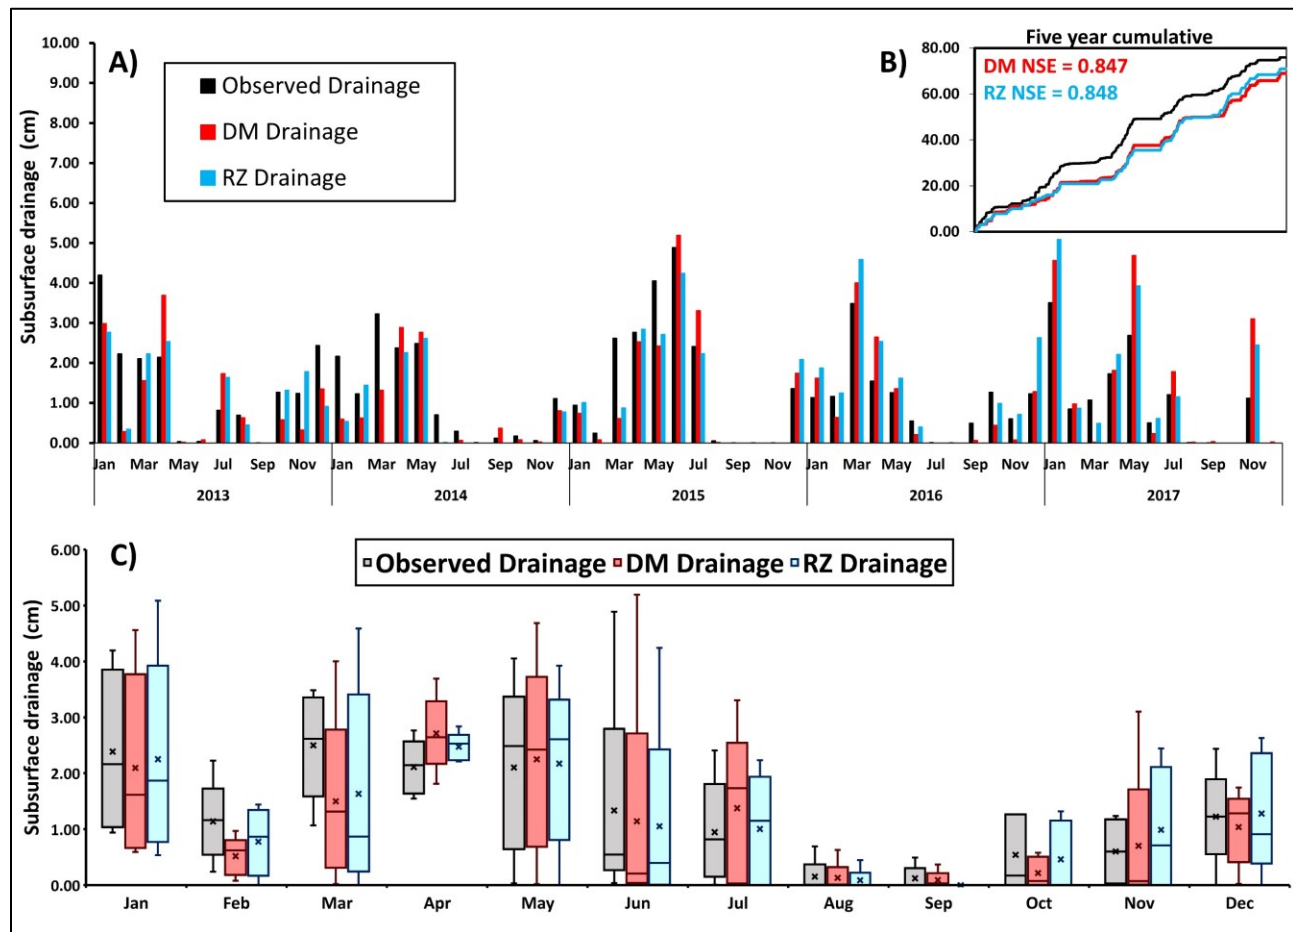 A)
Subsurface drainage (cm)
10.00
9.00
8.00
7.00
6.00
5.00
4.00
3.00
2.00
1.00
0.00
Observed Drainage
DM Drainage
RZ Drainage
B)
Five year cumulative
DM NSE = 0.847
RZ NSE = 0.848
80.00
60.00
40.00
20.00
0.00
Jan Mar May Jul Sep Nov Jan Mar May Jul Sep Nov Jan Mar May Jul Sep Nov Jan Mar May Jul Sep Nov Jan Mar May Jul Sep Nov
2013 2014 2015 2016 2017
C)
Observed Drainage DM Drainage RZ Drainage
Subsurface drainage (cm)
6.00
5.00
4.00
3.00
2.00
1.00
0.00
Jan Feb Mar Apr May Jun Jul Aug Sep Oct Nov Dec